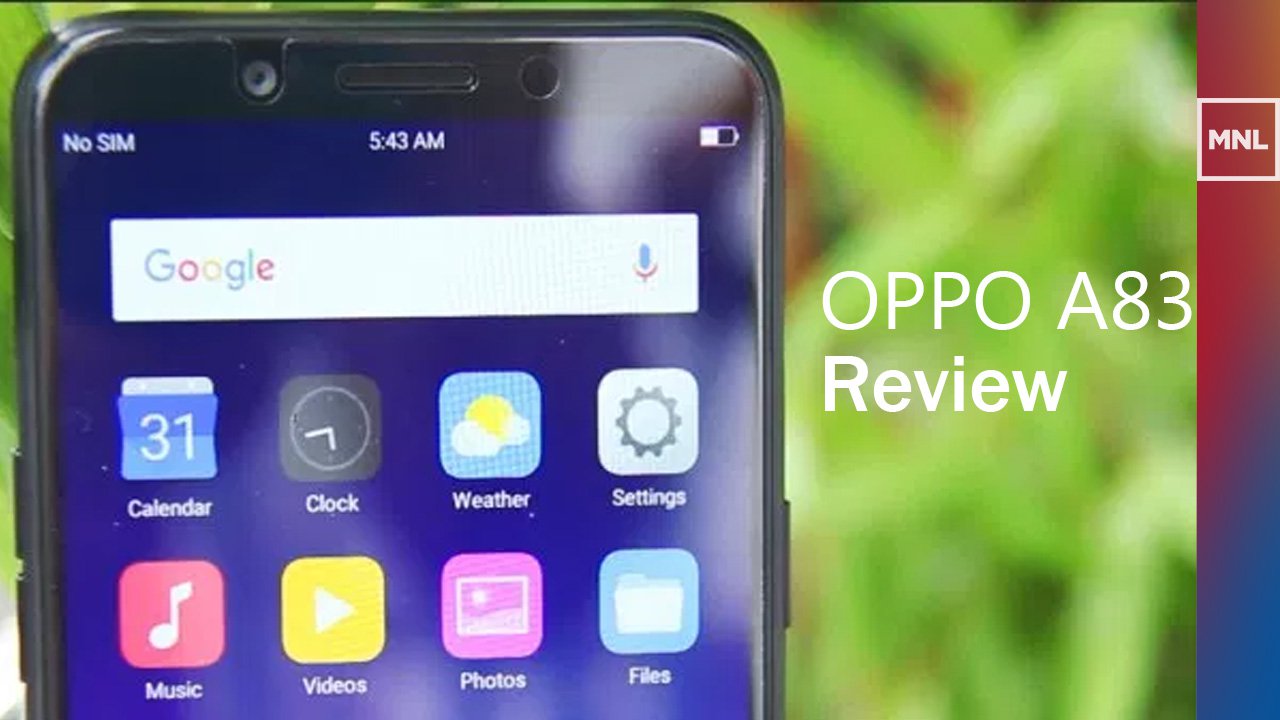 No SIM
5:43 AM
Google
31
Calendar
Clock
Weather
Settings
Music
Videos
Photos
Files
OPPO A83
Review
MNL